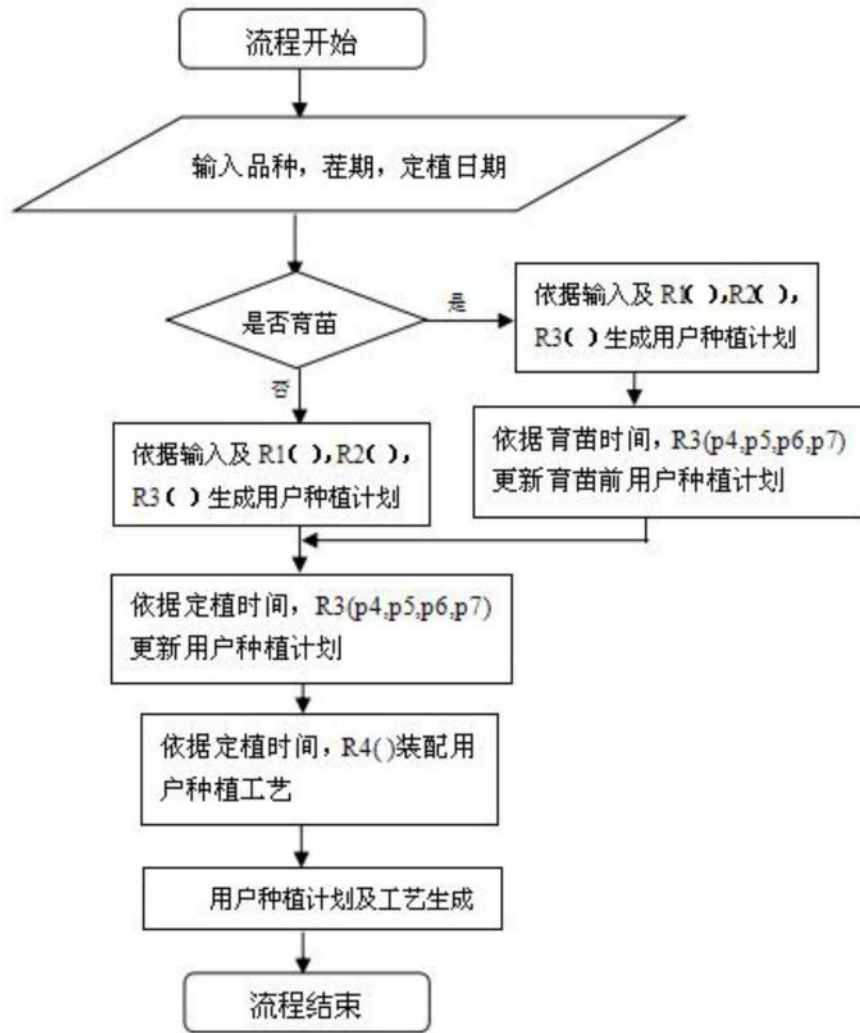 流程开始
输入品种，茬期，定植日期
是否育苗
是
依据输入及 R1( ),R2( ),
R3( ) 生成用户种植计划
否
依据育苗时间，R3(p4,p5,p6,p7)
更新育苗前用户种植计划
依据输入及 R1( ),R2( ),
R3( ) 生成用户种植计划
依据定植时间，R3(p4,p5,p6,p7)
更新用户种植计划
依据定植时间，R4( )装配用
户种植工艺
用户种植计划及工艺生成
流程结束